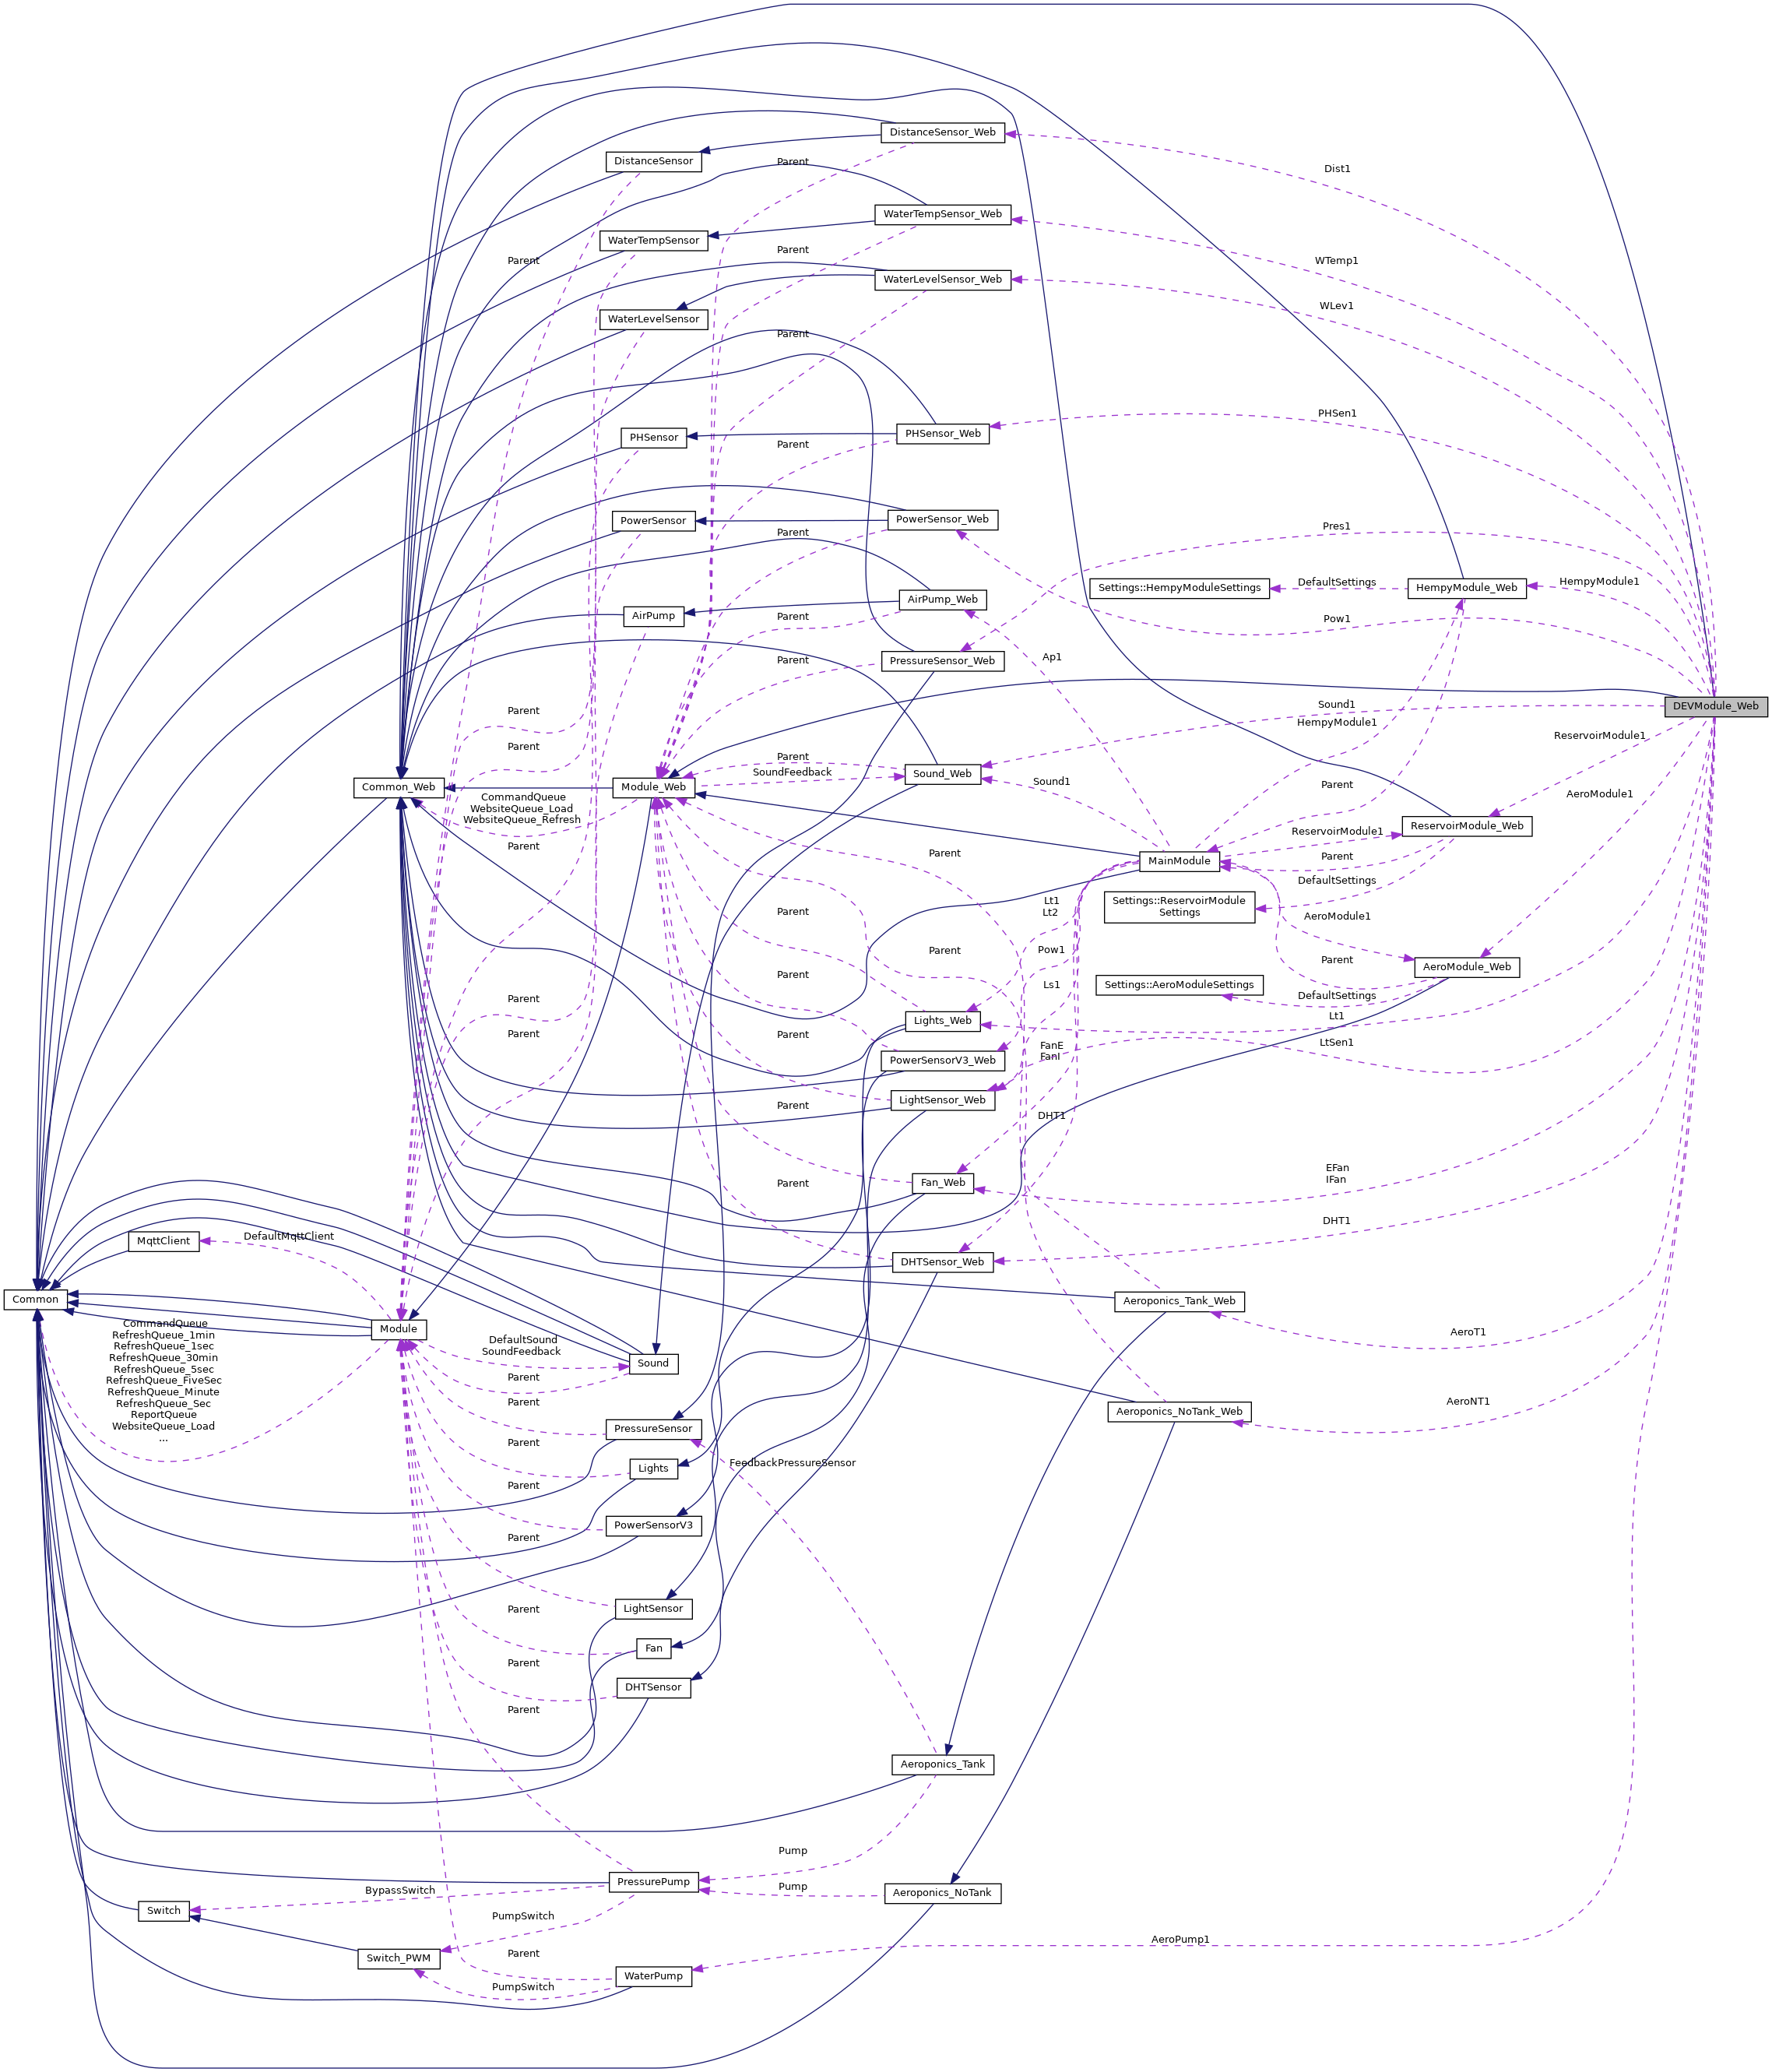 DistanceSensor_Web
DistanceSensor
Parent
Dist1
WaterTempSensor_Web
WaterTempSensor
Parent
Parent
WTemp1
WaterLevelSensor_Web
WLev1
WaterLevelSensor
Parent
PHSen1
PHSensor_Web
PHSensor
Parent
PowerSensor_Web
PowerSensor
Pres1
Parent
HempyModule1
Settings::HempyModuleSettings
DefaultSettings
HempyModule_Web
AirPump_Web
AirPump
Parent
Pow1
Ap1
Parent
PressureSensor_Web
Sound1
DEVModule_Web
Parent
HempyModule1
ReservoirModule1
Parent
Parent
Sound_Web
SoundFeedback
Sound1
Parent
Common_Web
Module_Web
AeroModule1
CommandQueue
WebsiteQueue_Load
WebsiteQueue_Refresh
ReservoirModule1
ReservoirModule_Web
Parent
Parent
Parent
MainModule
DefaultSettings
Lt1
Lt2
Settings::ReservoirModule
Settings
Parent
AeroModule1
Parent
Pow1
Parent
AeroModule_Web
Parent
Ls1
Settings::AeroModuleSettings
DefaultSettings
Parent
Lights_Web
Lt1
Parent
Parent
FanE
FanI
LtSen1
PowerSensorV3_Web
LightSensor_Web
Parent
DHT1
EFan
IFan
Parent
Fan_Web
DHT1
MqttClient
DefaultMqttClient
DHTSensor_Web
Common
Aeroponics_Tank_Web
CommandQueue
RefreshQueue_1min
RefreshQueue_1sec
RefreshQueue_30min
RefreshQueue_5sec
RefreshQueue_FiveSec
RefreshQueue_Minute
RefreshQueue_Sec
ReportQueue
WebsiteQueue_Load
...
Module
AeroT1
DefaultSound
SoundFeedback
Sound
Parent
Parent
AeroNT1
Aeroponics_NoTank_Web
PressureSensor
Parent
FeedbackPressureSensor
Lights
Parent
PowerSensorV3
Parent
LightSensor
Parent
Fan
Parent
DHTSensor
Parent
Aeroponics_Tank
Pump
PressurePump
Pump
Aeroponics_NoTank
BypassSwitch
Switch
PumpSwitch
AeroPump1
Switch_PWM
Parent
WaterPump
PumpSwitch